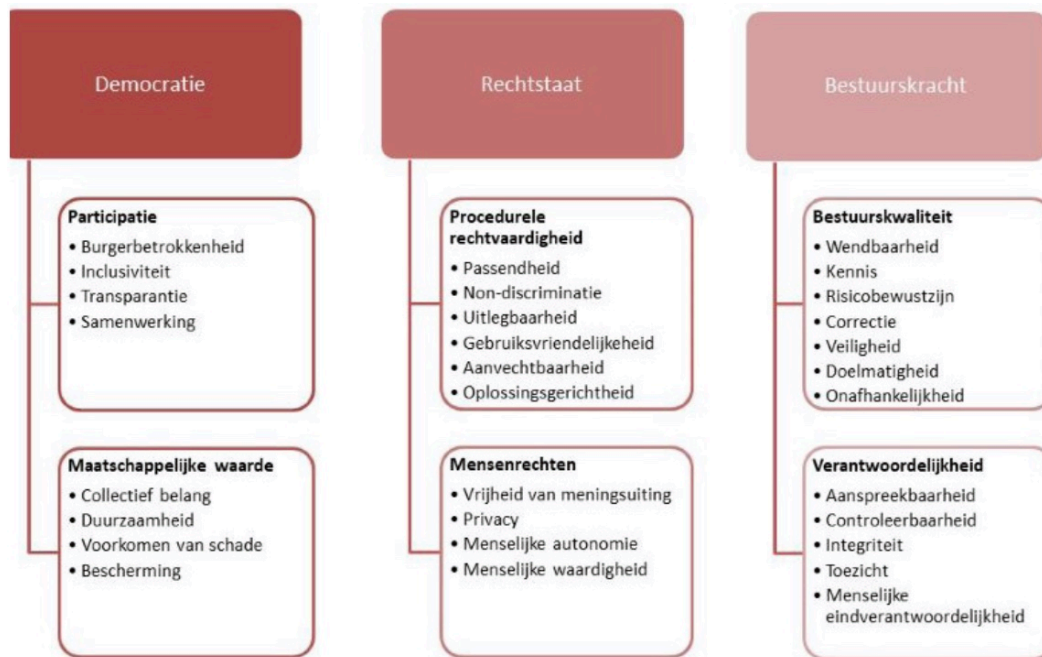 Democratie
Participatie
• Burgerbetrokkenheid
• Inclusiviteit
• Transparantie
• Samenwerking
Maatschappelijke waarde
• Collectief belang
• Duurzaamheid
• Voorkomen van schade
• Bescherming
Rechtstaat
Procedurele
rechtvaardigheid
• Passendheid
• Non-discriminatie
• Uitlegbaarheid
• Gebruiksvriendelijkeheid
• Aanvechtbaarheid
• Oplossingsgerichtheid
Mensenrechten
• Vrijheid van meningsuiting
• Privacy
• Menselijke autonomie
• Menselijke waardigheid
Bestuurskracht
Bestuurskwaliteit
• Wendbaarheid
• Kennis
• Risicobewustzijn
• Correctie
• Veiligheid
• Doelmatigheid
• Onafhankelijkheid
Verantwoordelijkheid
• Aanspreekbaarheid
• Controleerbaarheid
• Integriteit
• Toezicht
• Menselijke
eindverantwoordelijkheid